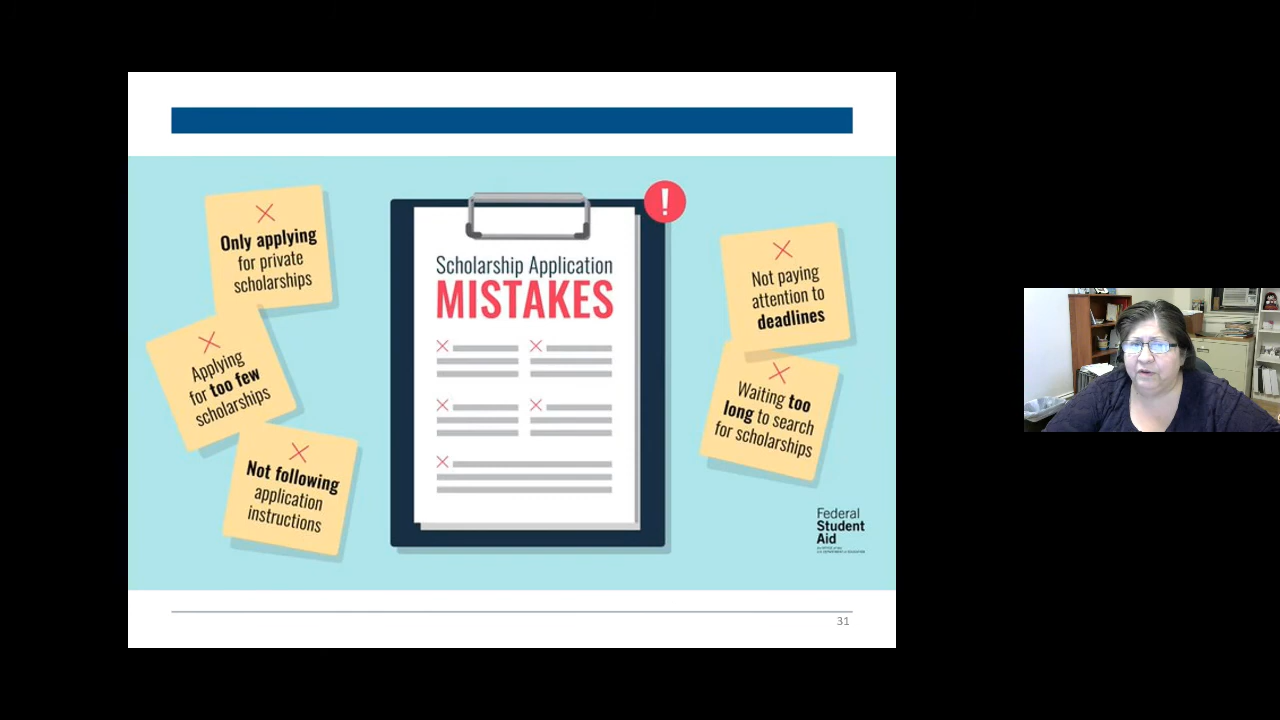 Only applying
for private
scholarships
Applying
for too few
scholarships
Not following
application
instructions
!
Scholarship Application
MISTAKES
Not paying
attention to
deadlines
Waiting too
long to search
for scholarships
Federal
Student
Aid
31